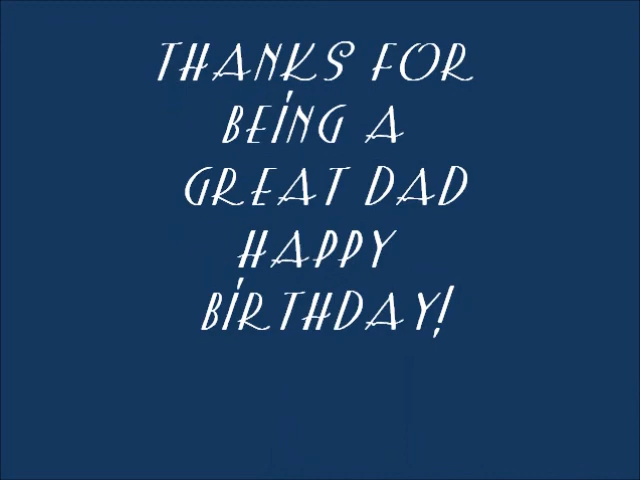 THANKS FOR
BEING A
GREAT DAD
HAPPY
BIRTHDAY!